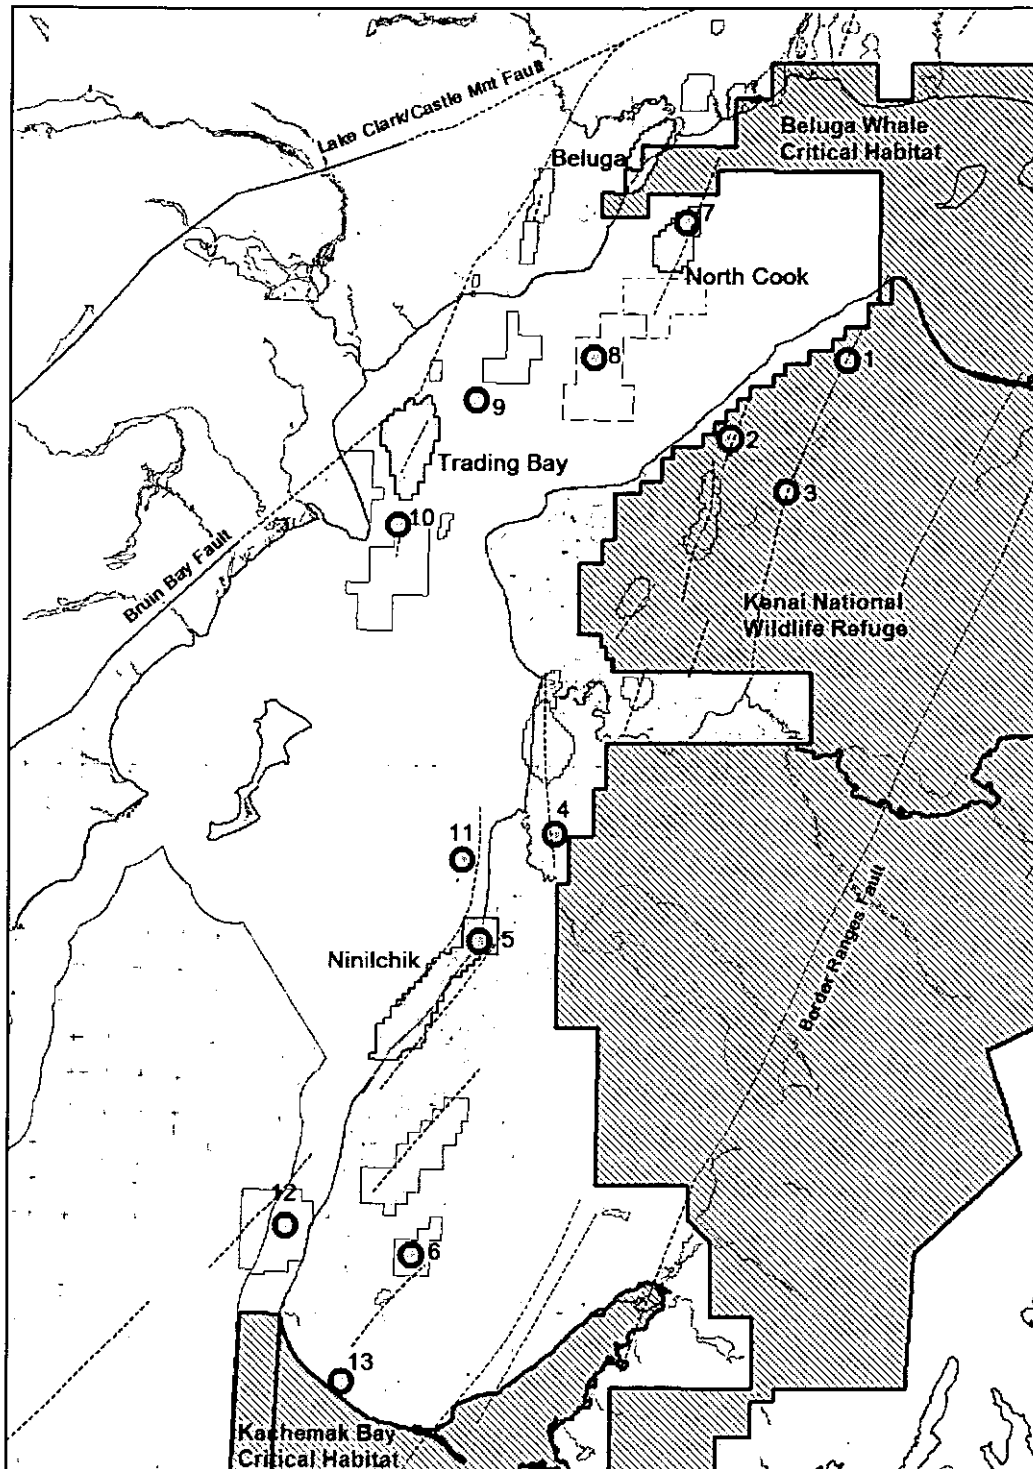 Lake Clark/Castle Mnt Fault
Beluga Whale
Critical Habitat
Beluga
7
North Cook
1
8
9
2
Trading Bay
3
10
Bruin Bay Fault
Kenai National
Wildlife Refuge
4
11
5
Ninilchik
Border Ranges Fault
12
6
13
Kachemak Bay
Critical Habitat